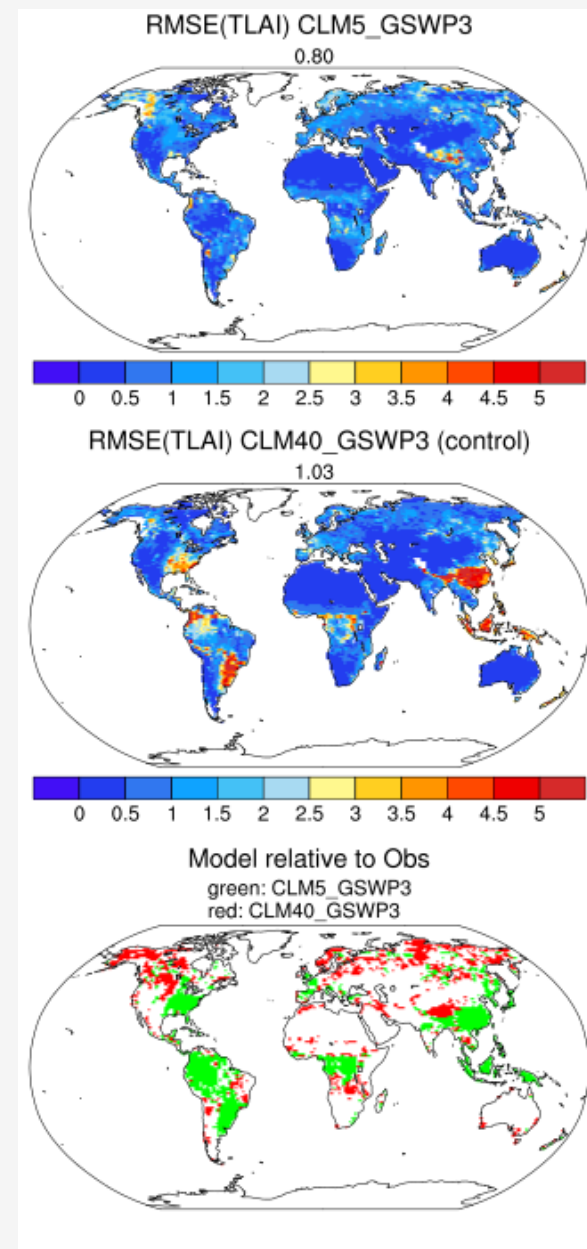 RMSE(TLAI) CLM5_GSWP3
0.80
0 0.5 1 1.5 2 2.5 3 3.5 4 4.5 5
RMSE(TLAI) CLM40_GSWP3 (control)
1.03
0 0.5 1 1.5 2 2.5 3 3.5 4 4.5 5
Model relative to Obs
green: CLM5_GSWP3
red: CLM40_GSWP3